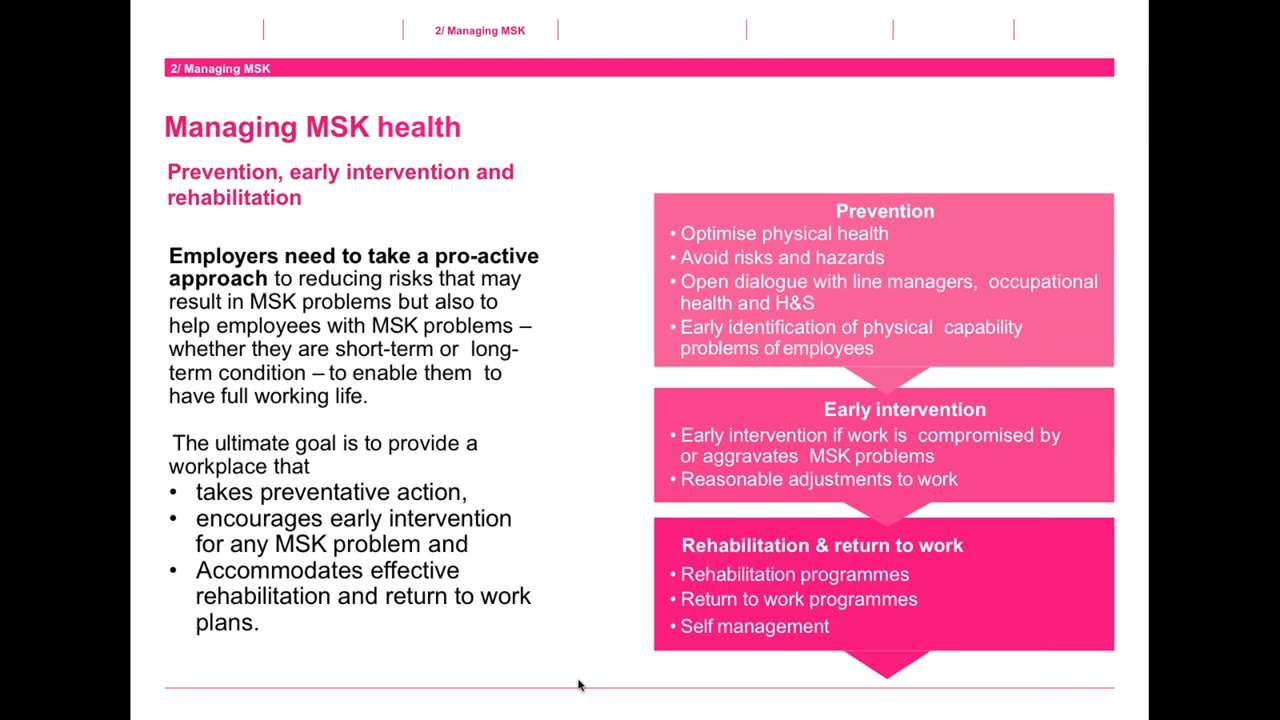 2/ Managing MSK
2/ Managing MSK
Managing MSK health
Prevention, early intervention and
rehabilitation
Employers need to take a pro-active
approach to reducing risks that may
result in MSK problems but also to
help employees with MSK problems –
whether they are short-term or long-
term condition – to enable them to
have full working life.
The ultimate goal is to provide a
workplace that
• takes preventative action,
• encourages early intervention
for any MSK problem and
• Accommodates effective
rehabilitation and return to work
plans.
Prevention
• Optimise physical health
• Avoid risks and hazards
• Open dialogue with line managers, occupational
health and H&S
• Early identification of physical capability
problems of employees
Early intervention
• Early intervention if work is compromised by
or aggravates MSK problems
• Reasonable adjustments to work
Rehabilitation & return to work
• Rehabilitation programmes
• Return to work programmes
• Self management